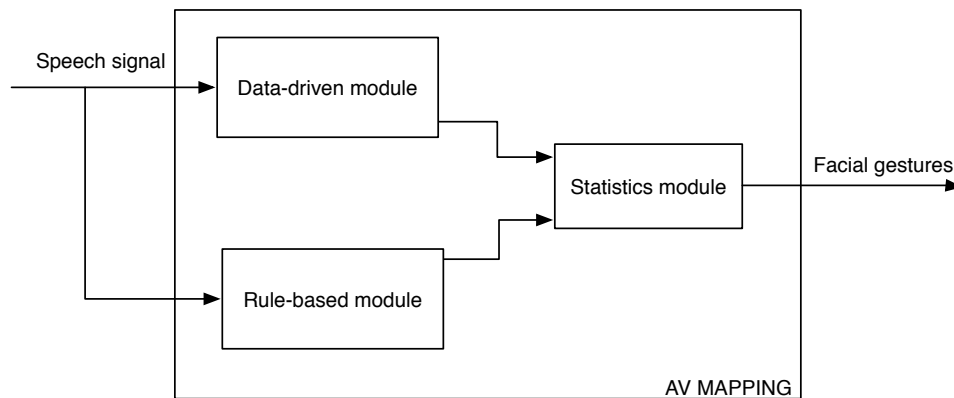 Speech signal
Data-driven module
Statistics module
Facial gestures
Rule-based module
AV MAPPING